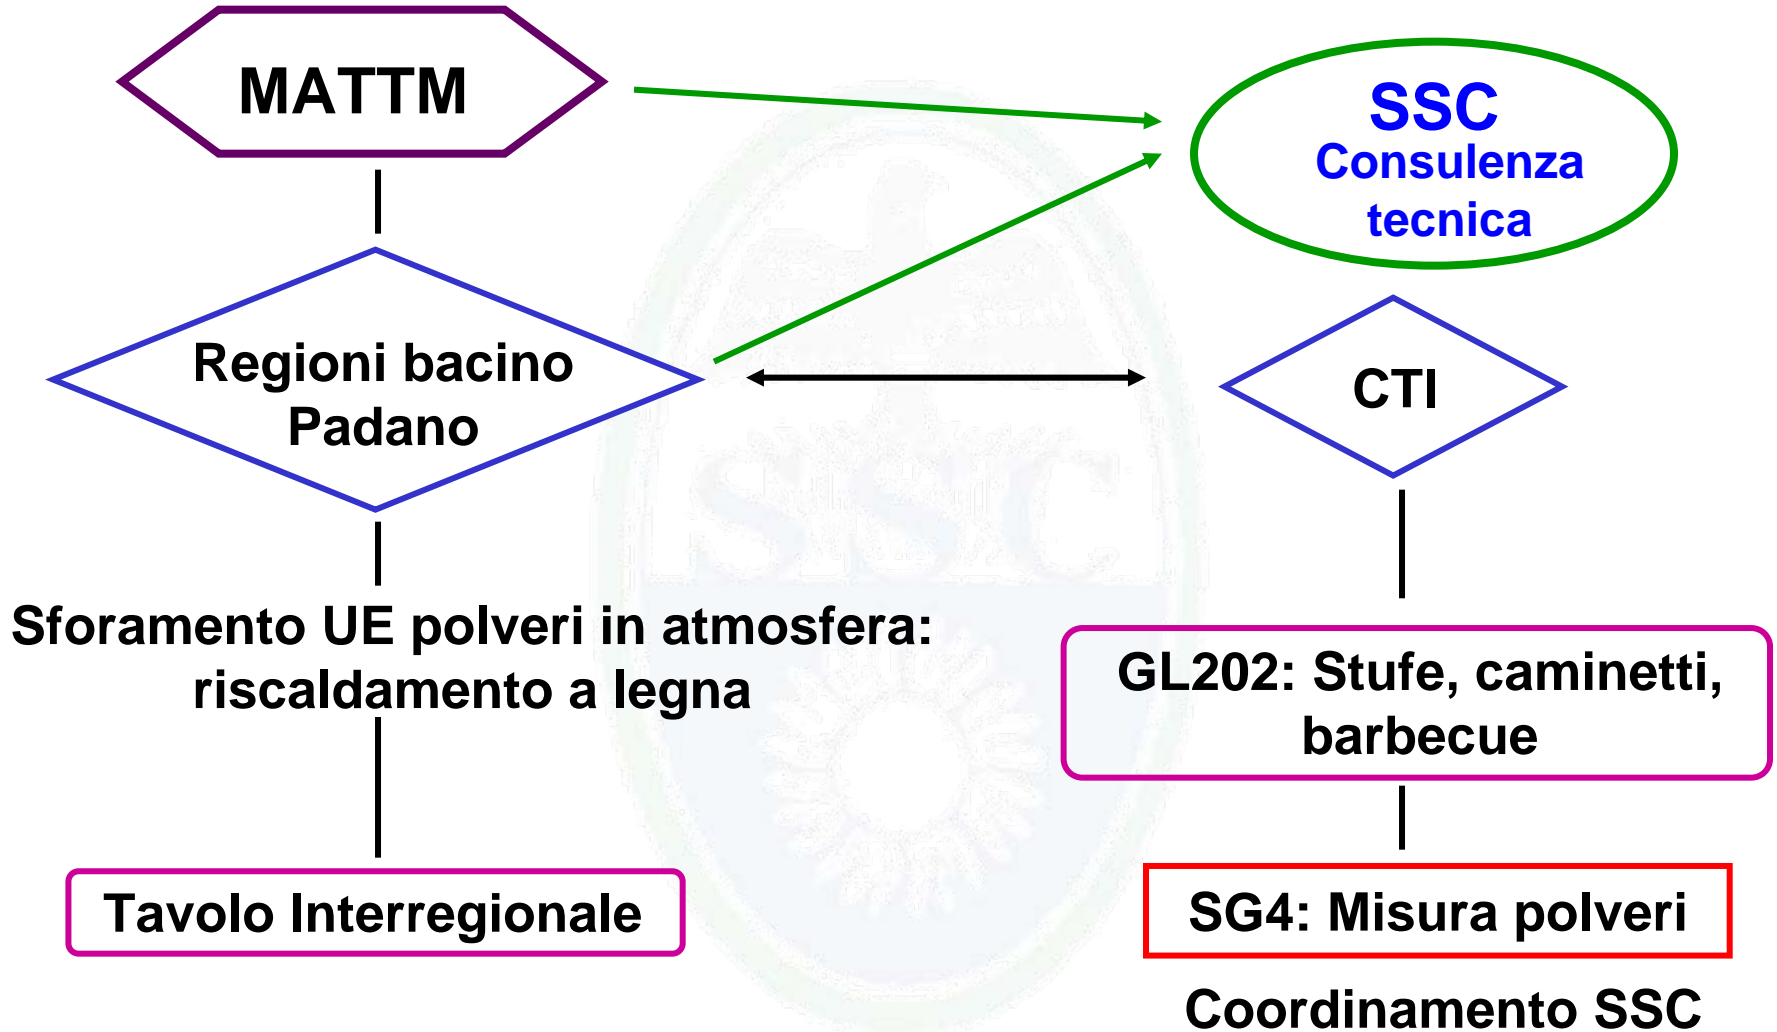 MATTM
SSC
Consulenza
tecnica
Regioni bacino
Padano
CTI
Sforamento UE polveri in atmosfera:
riscaldamento a legna
GL202: Stufe, caminetti,
barbecue
Tavolo Interregionale
SG4: Misura polveri
Coordinamento SSC
SISC